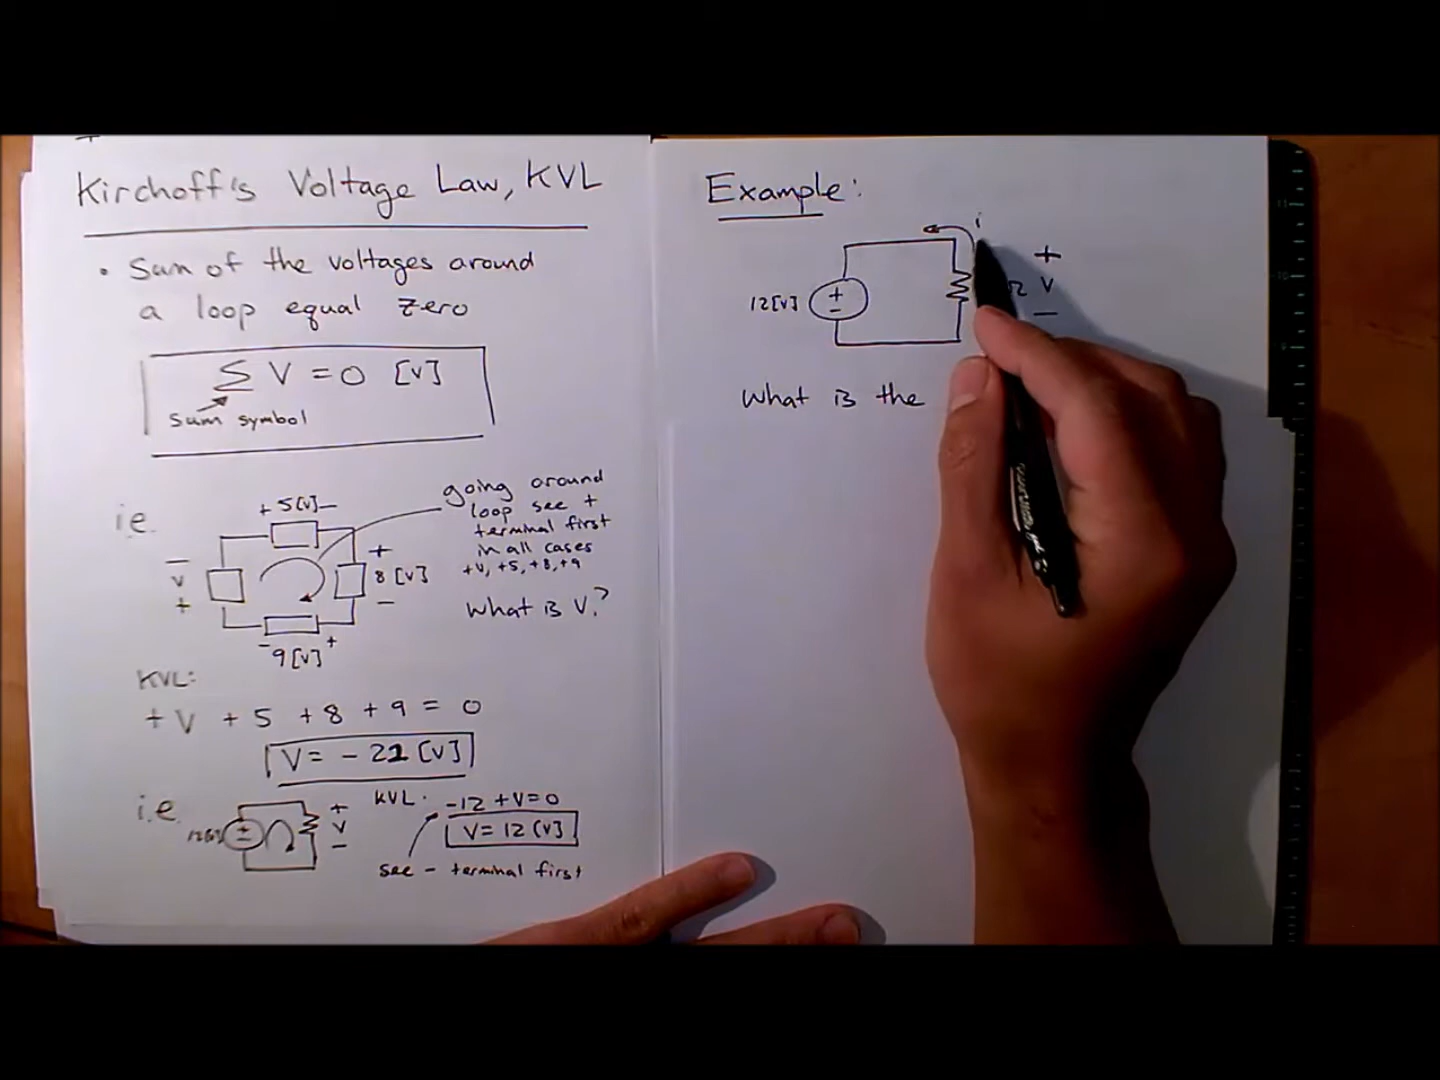 Kirchoff's Voltage Law, KVL
• Sum of the voltages around
a loop equal zero
∑ V = 0 [V]
sum symbol
i.e.
+ 5[V] -
going around
loop see +
terminal first
in all cases
+V, +5, +8, +9
- V +
+ 8 [V] -
What is V?
- 9[V] +
KVL:
+ V + 5 + 8 + 9 = 0
V = - 22 [V]
i.e.
+ -
+ V -
KVL:
-12 + V = 0
V = 12 [V]
see - terminal first
Example:
i
12[V]
+ -
+ V -
What is the